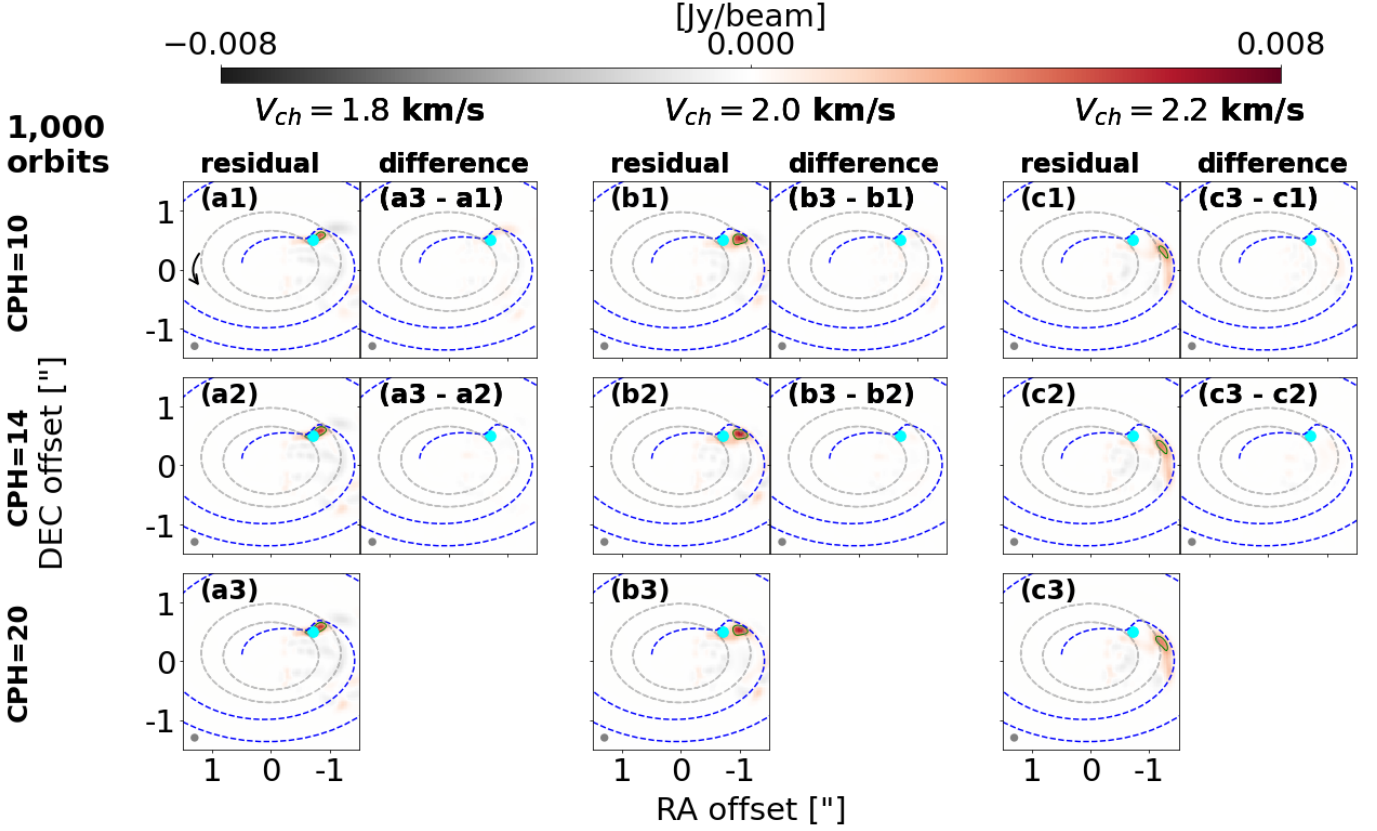 [Jy/beam]
−0.008 0.000 0.008
V_ch = 1.8 km/s V_ch = 2.0 km/s V_ch = 2.2 km/s
1,000
orbits
residual difference residual difference residual difference
CPH=10
1 (a1) (a3 - a1) (b1) (b3 - b1) (c1) (c3 - c1)
0
-1
CPH=14
DEC offset ["]
1 (a2) (a3 - a2) (b2) (b3 - b2) (c2) (c3 - c2)
0
-1
CPH=20
1 (a3) (b3) (c3)
0
-1
1 0 -1 1 0 -1 1 0 -1
RA offset ["]